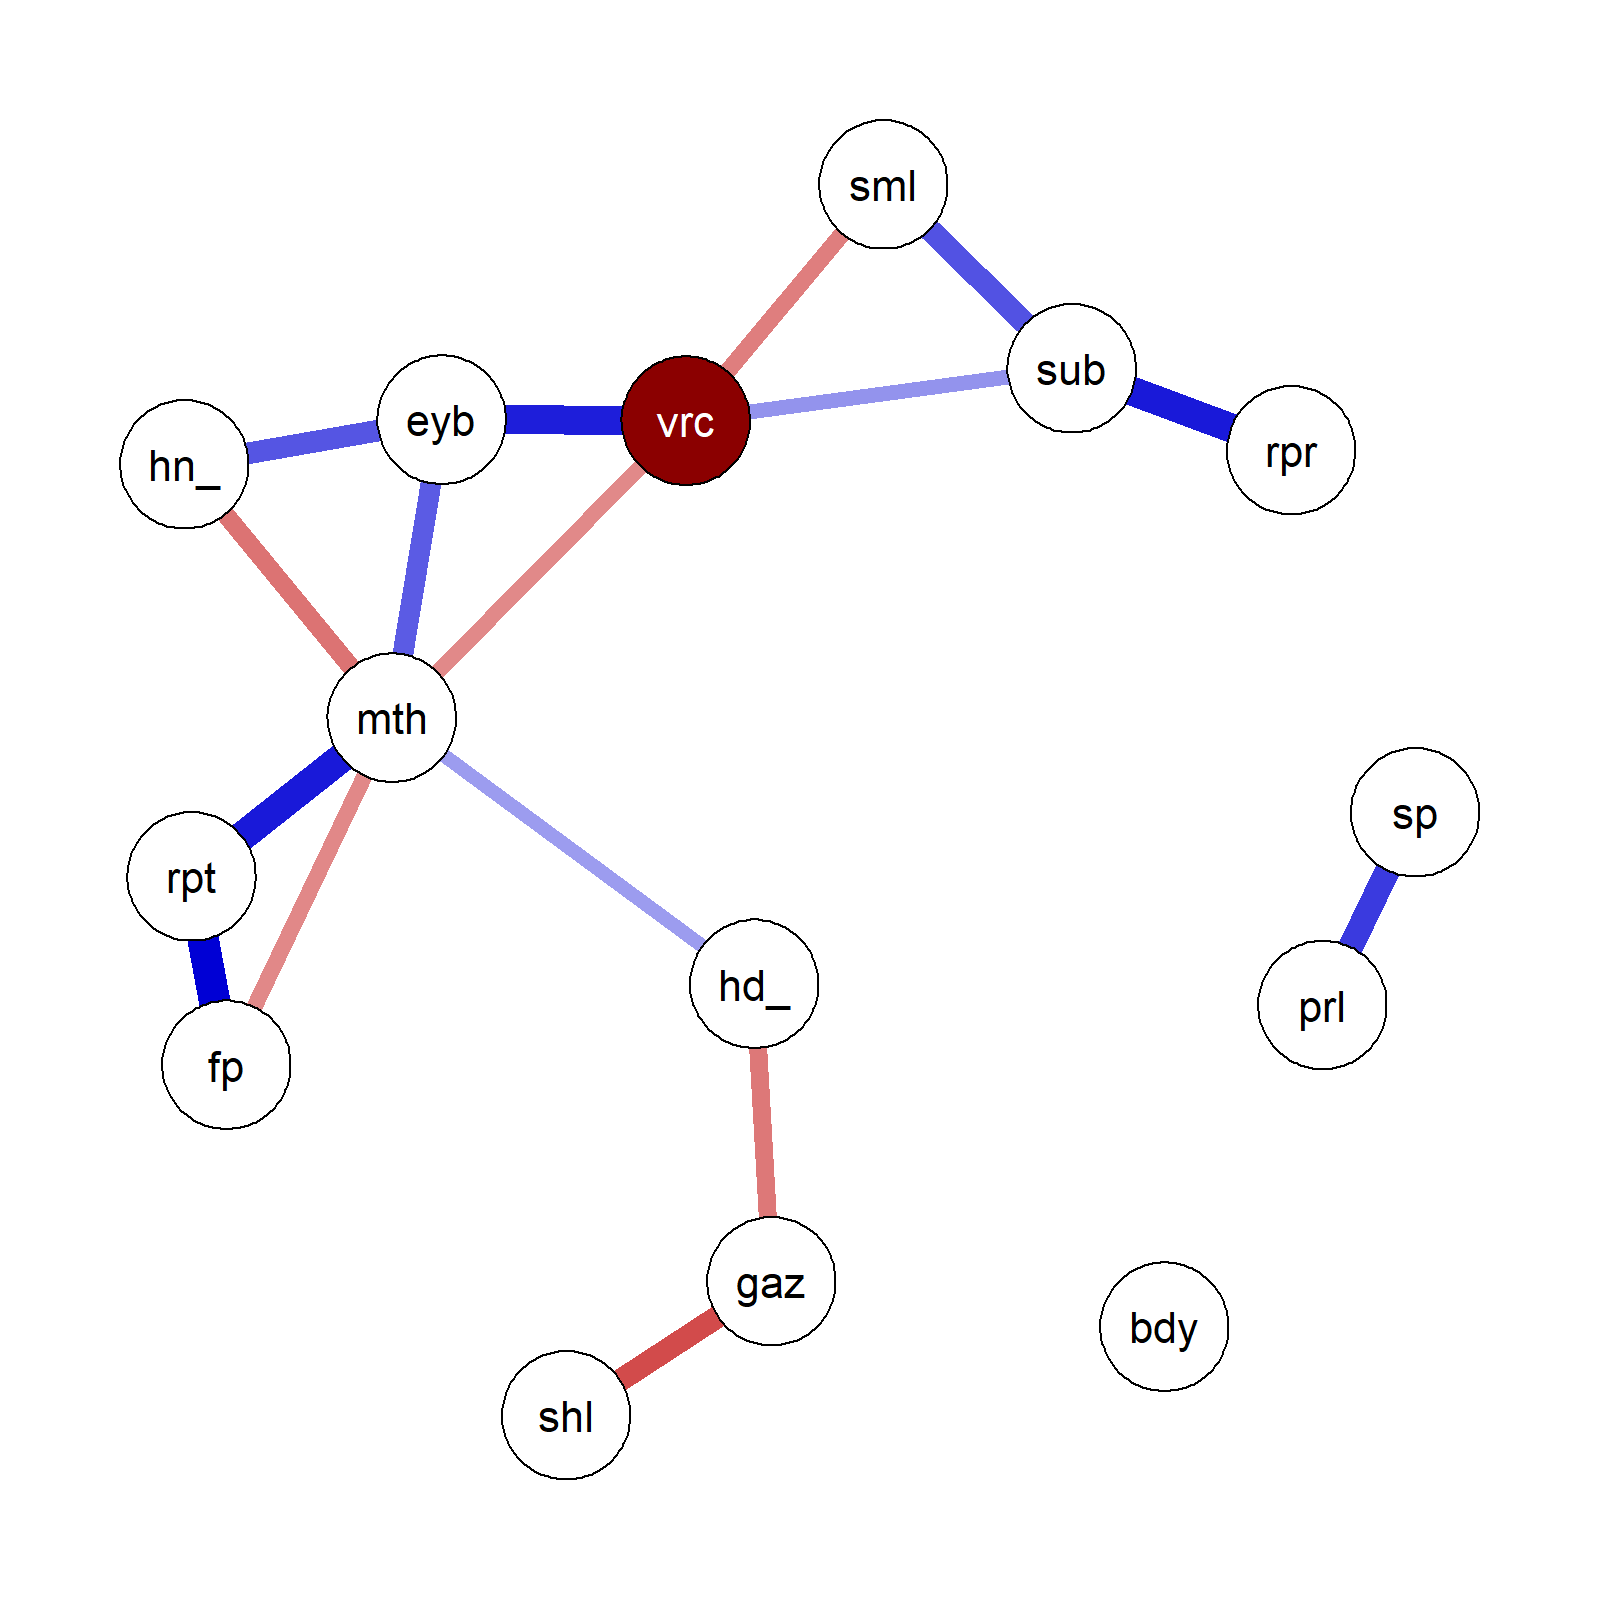 sml
sub
eyb
vrc
rpr
hn_
mth
sp
rpt
hd_
prl
fp
gaz
bdy
shl